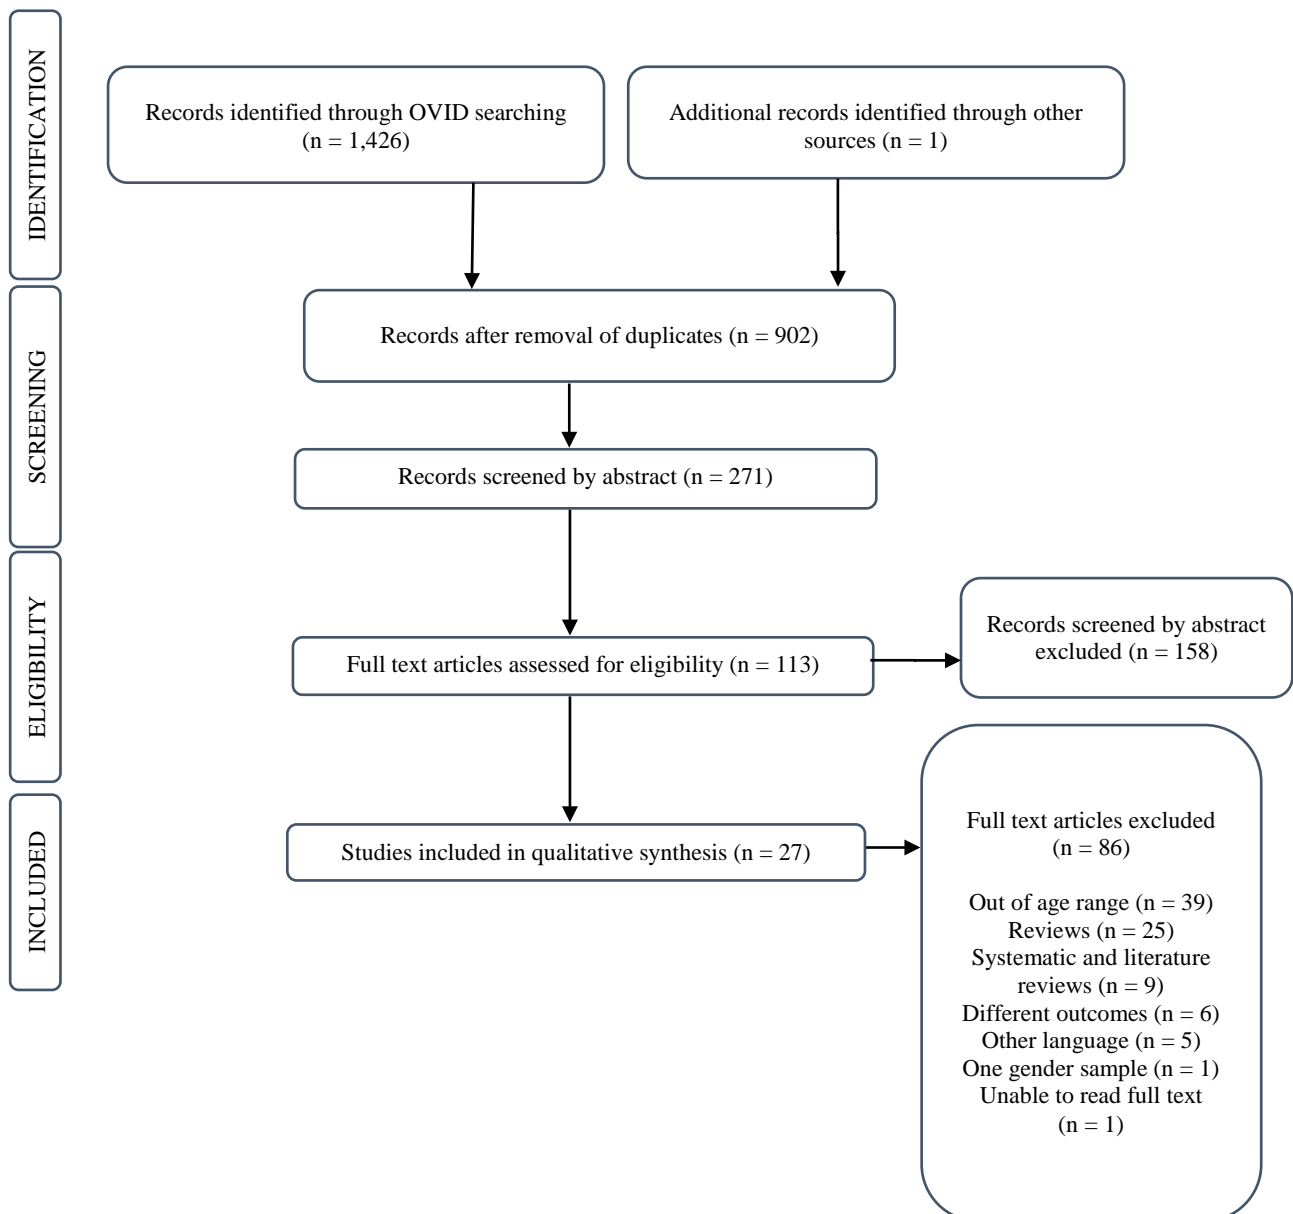 IDENTIFICATION
Records identified through OVID searching
(n = 1,426)
Additional records identified through other
sources (n = 1)
SCREENING
Records after removal of duplicates (n = 902)
Records screened by abstract (n = 271)
ELIGIBILITY
Full text articles assessed for eligibility (n = 113)
Records screened by abstract
excluded (n = 158)
INCLUDED
Studies included in qualitative synthesis (n = 27)
Full text articles excluded
(n = 86)
Out of age range (n = 39)
Reviews (n = 25)
Systematic and literature
reviews (n = 9)
Different outcomes (n = 6)
Other language (n = 5)
One gender sample (n = 1)
Unable to read full text
(n = 1)